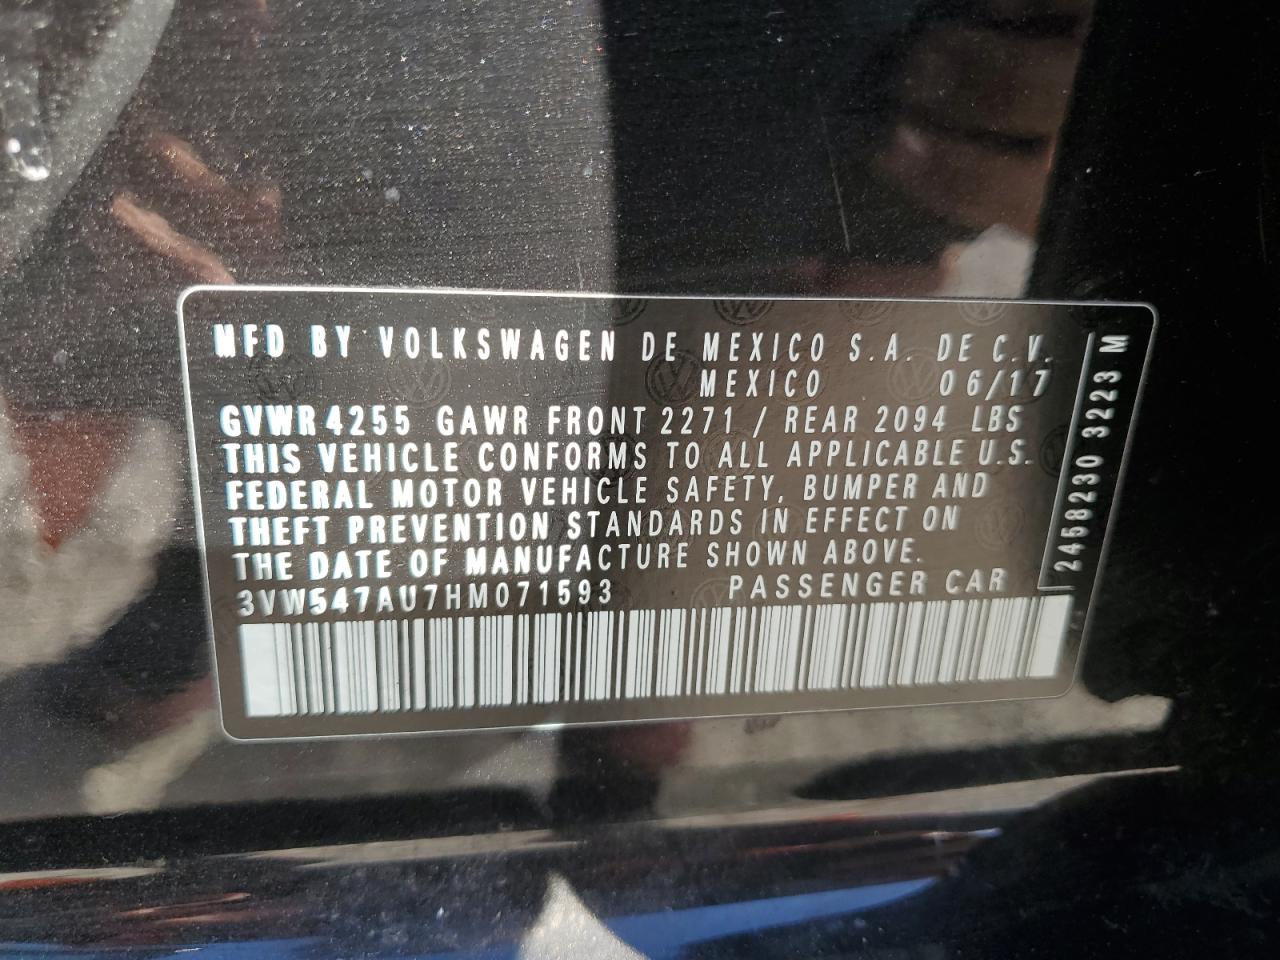 MFD BY VOLKSWAGEN DE MEXICO S.A. DE C.V.
MEXICO 06/17
GVWR 4255 GAWR FRONT 2271 / REAR 2094 LBS
THIS VEHICLE CONFORMS TO ALL APPLICABLE U.S.
FEDERAL MOTOR VEHICLE SAFETY, BUMPER AND
THEFT PREVENTION STANDARDS IN EFFECT ON
THE DATE OF MANUFACTURE SHOWN ABOVE.
3VW547AU7HM071593 PASSENGER CAR
2458230 3223 M